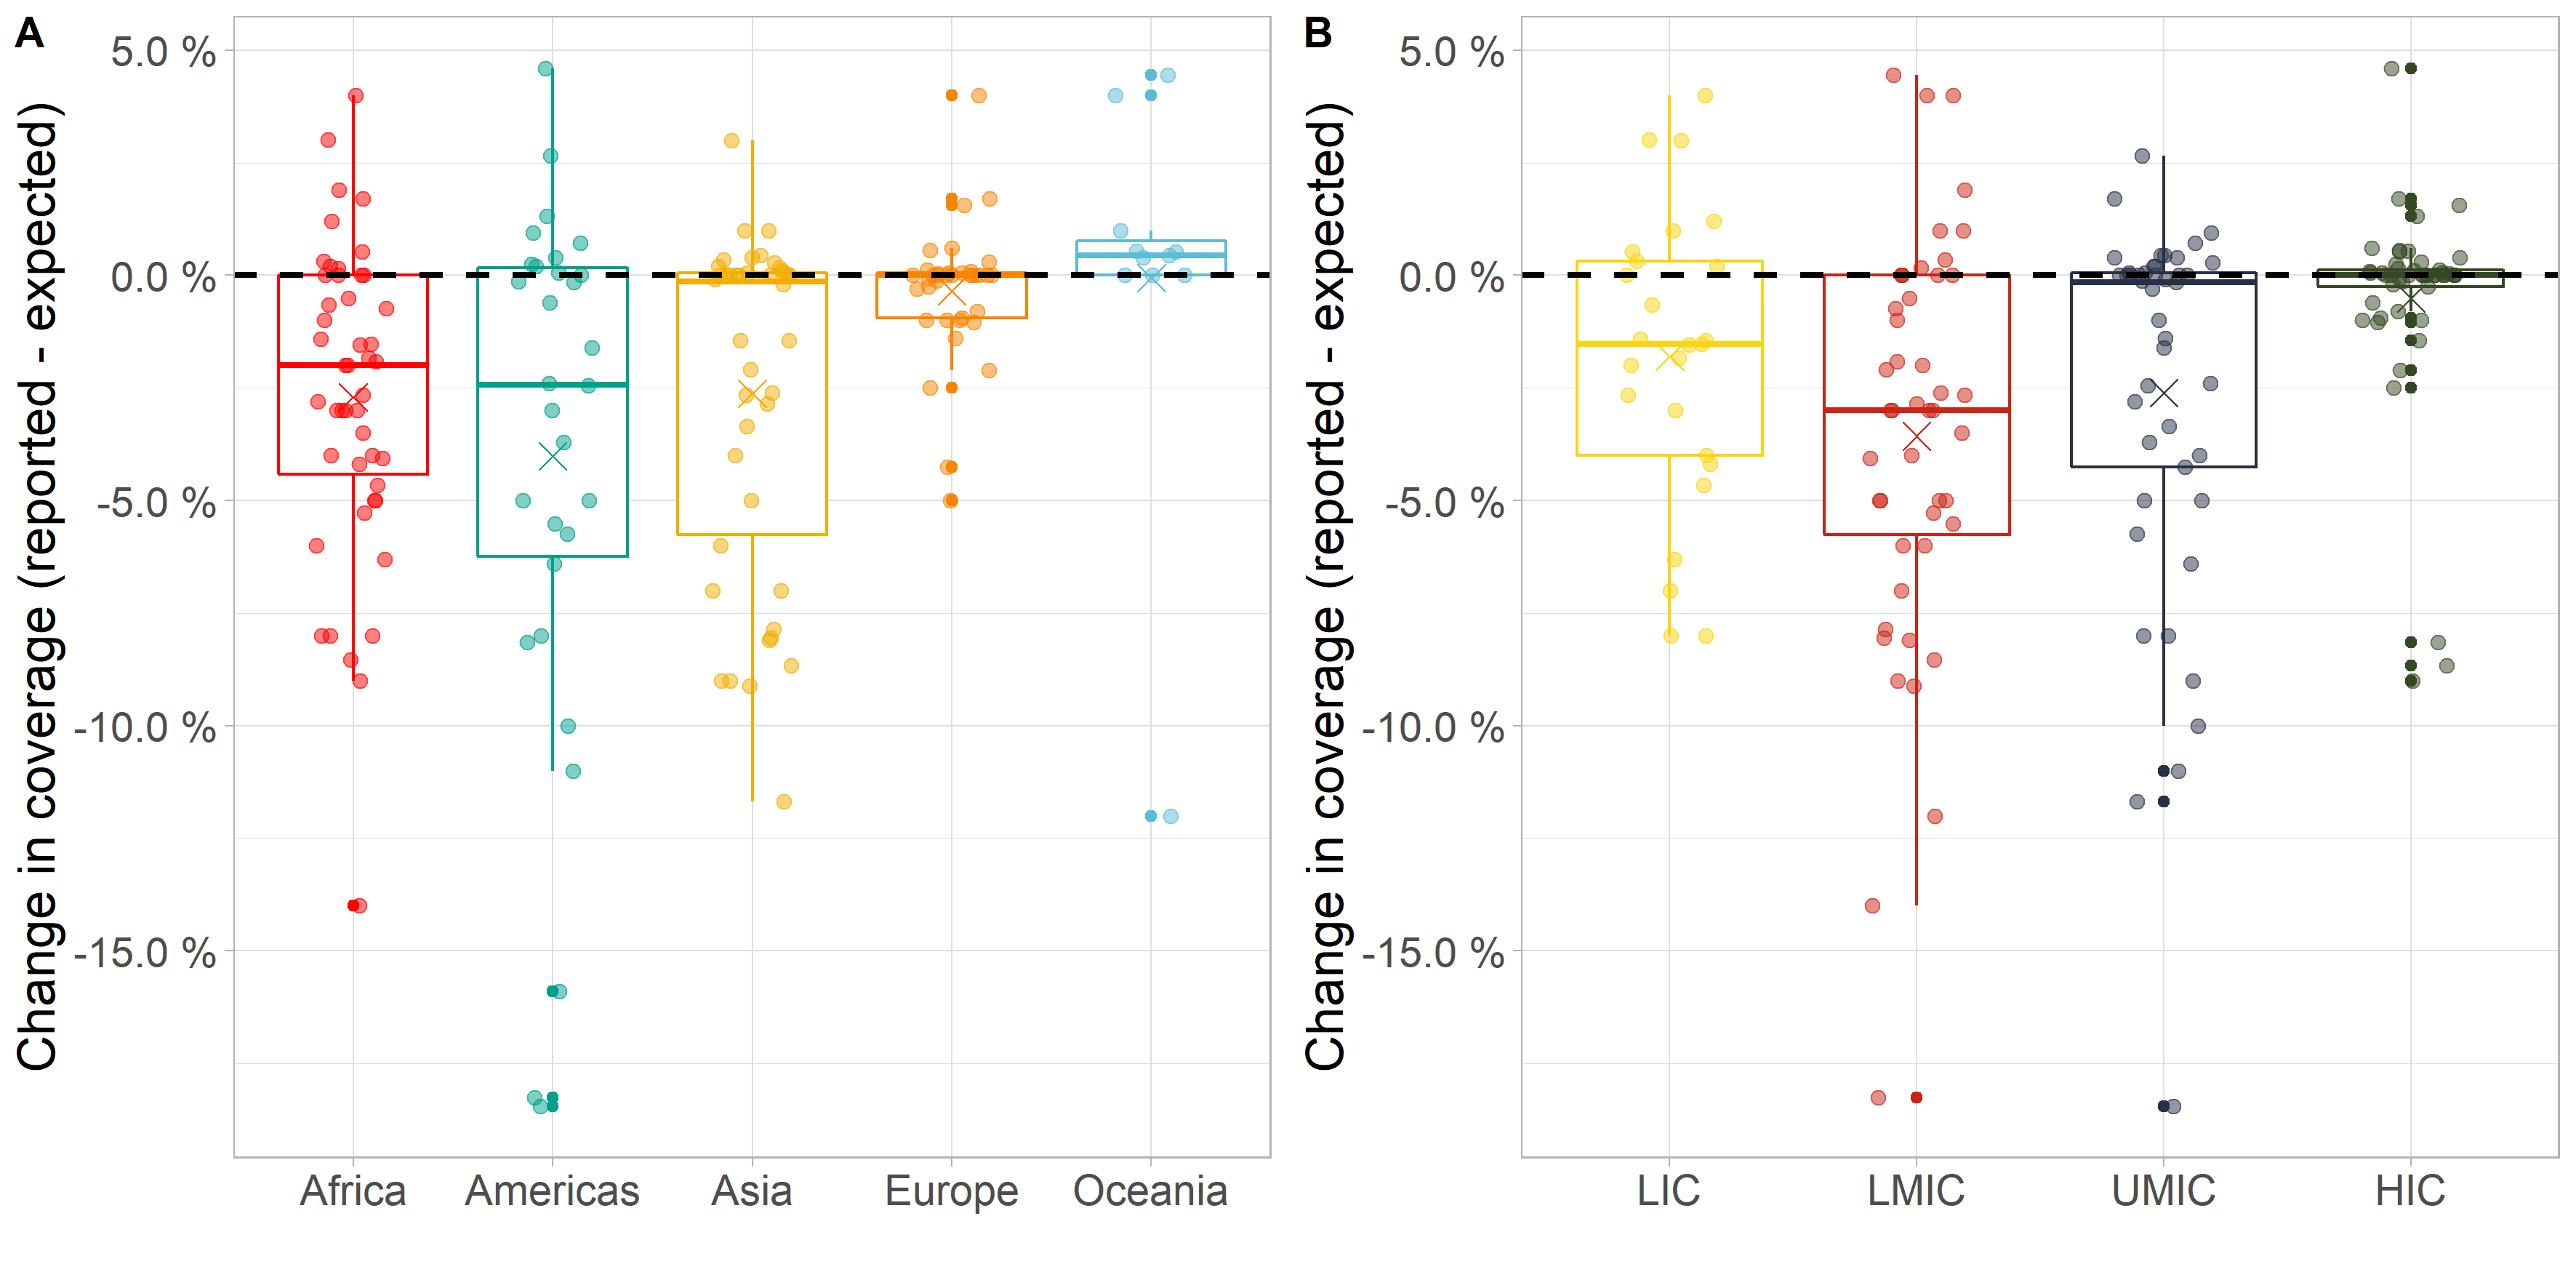 A
Change in coverage (reported - expected)
5.0 %
0.0 %
-5.0 %
-10.0 %
-15.0 %
Africa Americas Asia Europe Oceania
B
Change in coverage (reported - expected)
5.0 %
0.0 %
-5.0 %
-10.0 %
-15.0 %
LIC LMIC UMIC HIC